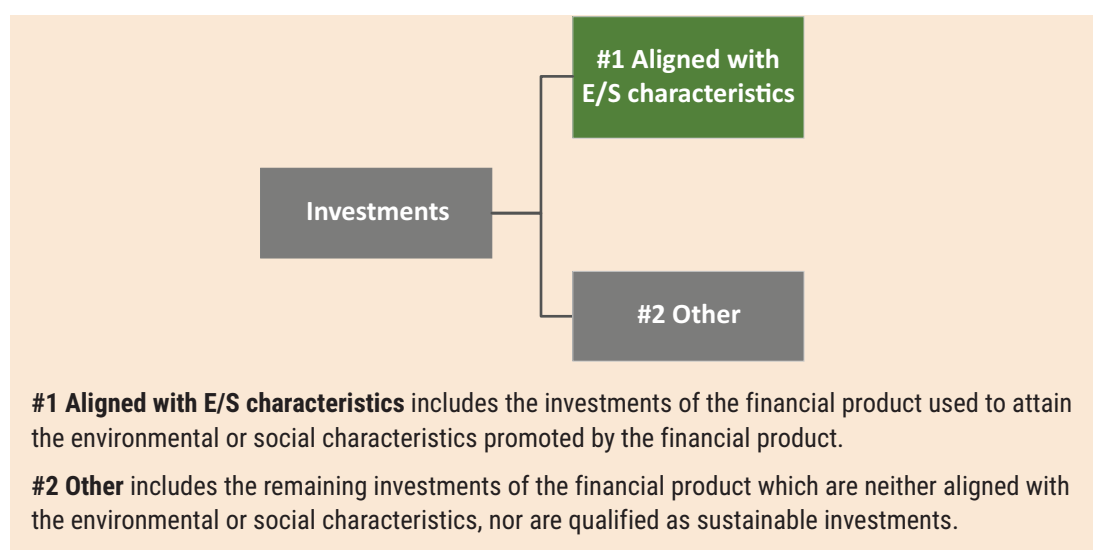 #1 Aligned with
E/S characteristics
Investments
#2 Other
#1 Aligned with E/S characteristics includes the investments of the financial product used to attain
the environmental or social characteristics promoted by the financial product.
#2 Other includes the remaining investments of the financial product which are neither aligned with
the environmental or social characteristics, nor are qualified as sustainable investments.